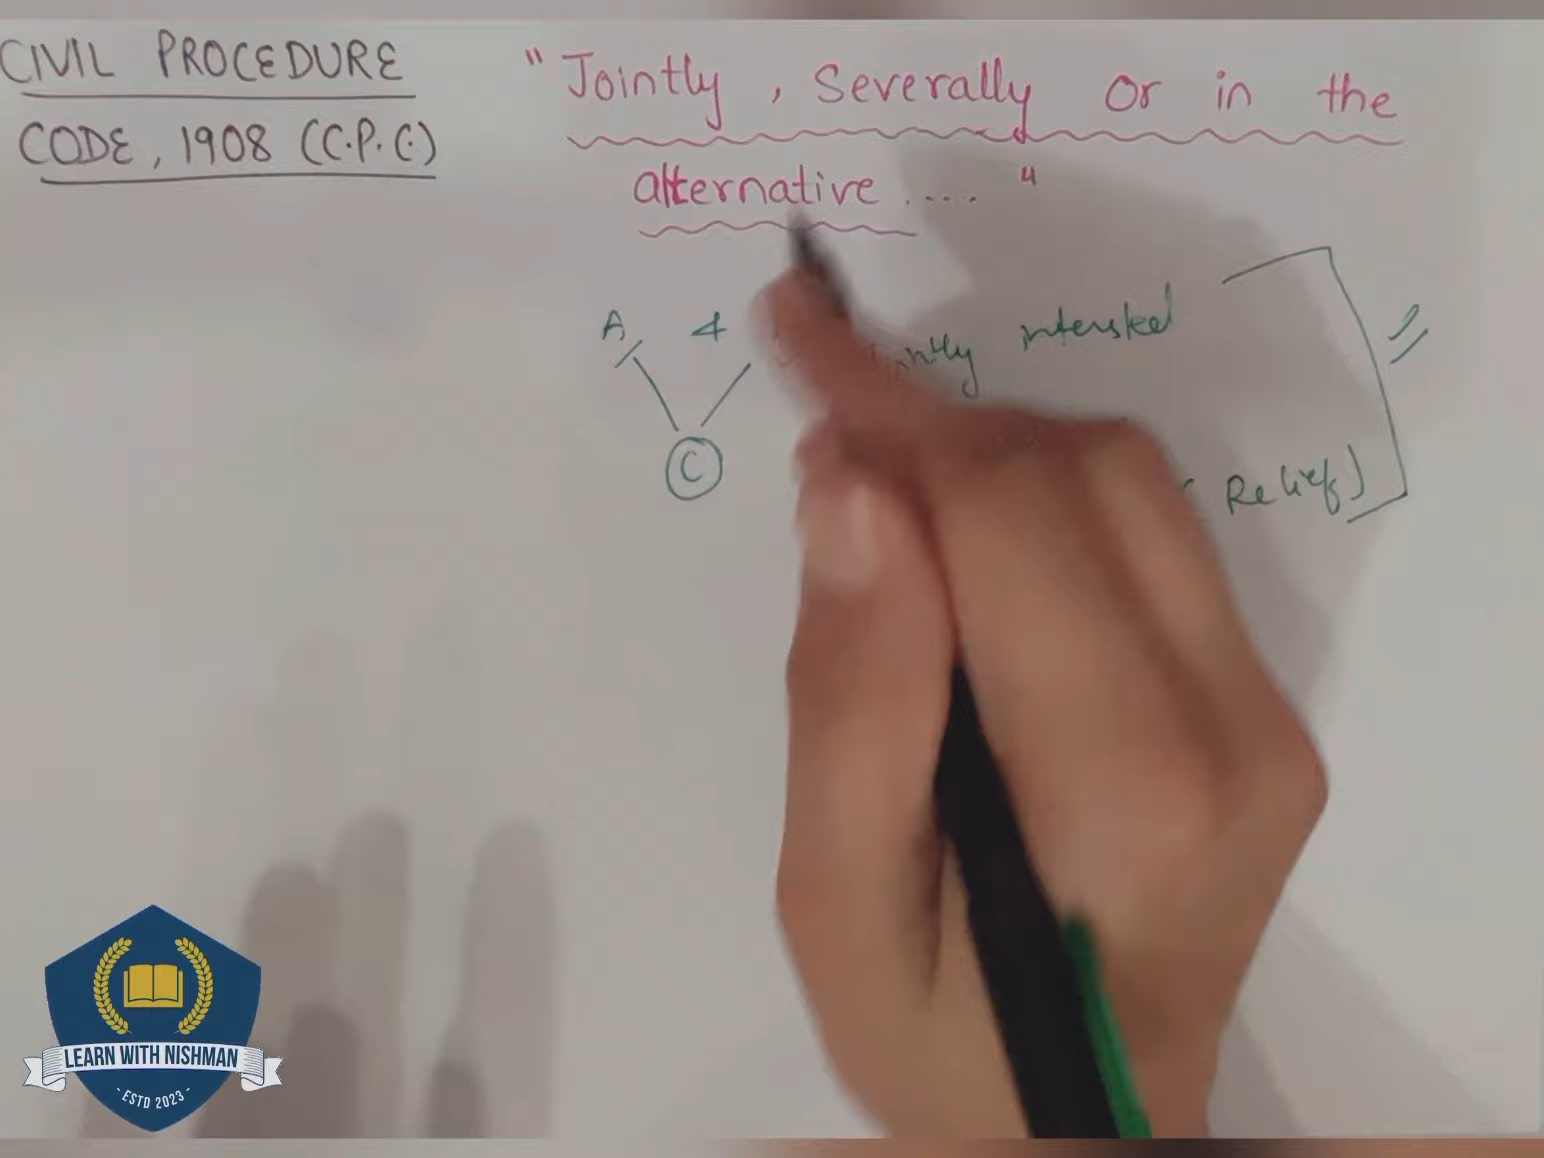 CIVIL PROCEDURE
CODE, 1908 (C.P.C)
"Jointly, Severally or in the
alternative .... "
A
C
Relief)
LEARN WITH NISHMAN
- ESTD 2023 -